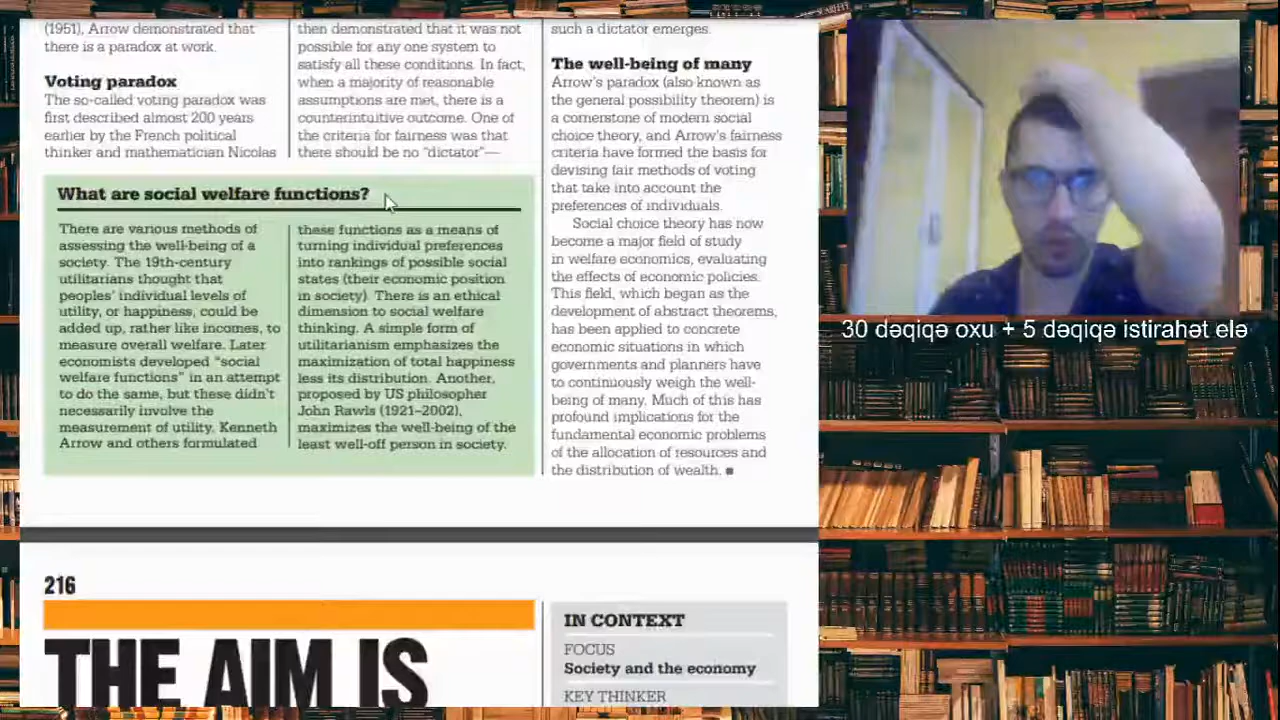 (1951), Arrow demonstrated that
there is a paradox at work.
Voting paradox
The so-called voting paradox was
first described almost 200 years
earlier by the French political
thinker and mathematician Nicolas
then demonstrated that it was not
possible for any one system to
satisfy all these conditions. In fact,
when a majority of reasonable
assumptions are met, there is a
counterintuitive outcome. One of
the criteria for fairness was that
there should be no “dictator”—
What are social welfare functions?
There are various methods of
assessing the well-being of a
society. The 19th-century
utilitarians thought that
peoples’ individual levels of
utility, or happiness, could be
added up, rather like incomes, to
measure overall welfare. Later
economists developed “social
welfare functions” in an attempt
to do the same, but these didn’t
necessarily involve the
measurement of utility. Kenneth
Arrow and others formulated
these functions as a means of
turning individual preferences
into rankings of possible social
states (their economic position
in society). There is an ethical
dimension to social welfare
thinking. A simple form of
utilitarianism emphasizes the
maximization of total happiness
less its distribution. Another,
proposed by US philosopher
John Rawls (1921–2002),
maximizes the well-being of the
least well-off person in society.
such a dictator emerges.
The well-being of many
Arrow’s paradox (also known as
the general possibility theorem) is
a cornerstone of modern social
choice theory, and Arrow’s fairness
criteria have formed the basis for
devising fair methods of voting
that take into account the
preferences of individuals.
Social choice theory has now
become a major field of study
in welfare economics, evaluating
the effects of economic policies.
This field, which began as the
development of abstract theorems,
has been applied to concrete
economic situations in which
governments and planners have
to continuously weigh the well-
being of many. Much of this has
profound implications for the
fundamental economic problems
of the allocation of resources and
the distribution of wealth. ■
216
THE AIM IS
IN CONTEXT
FOCUS
Society and the economy
KEY THINKER
30 dəqiqə oxu + 5 dəqiqə istirahət elə